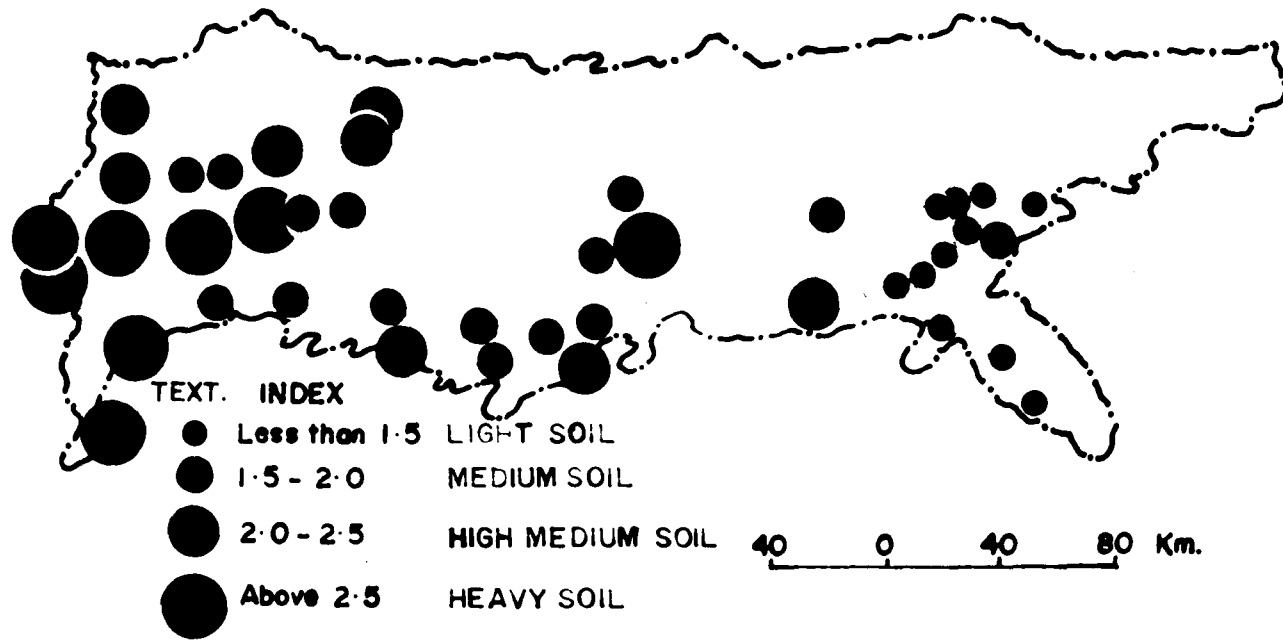 TEXT. INDEX
Less than 1·5 LIGHT SOIL
1·5 - 2·0 MEDIUM SOIL
2·0 - 2·5 HIGH MEDIUM SOIL
Above 2·5 HEAVY SOIL
40 0 40 80 Km.